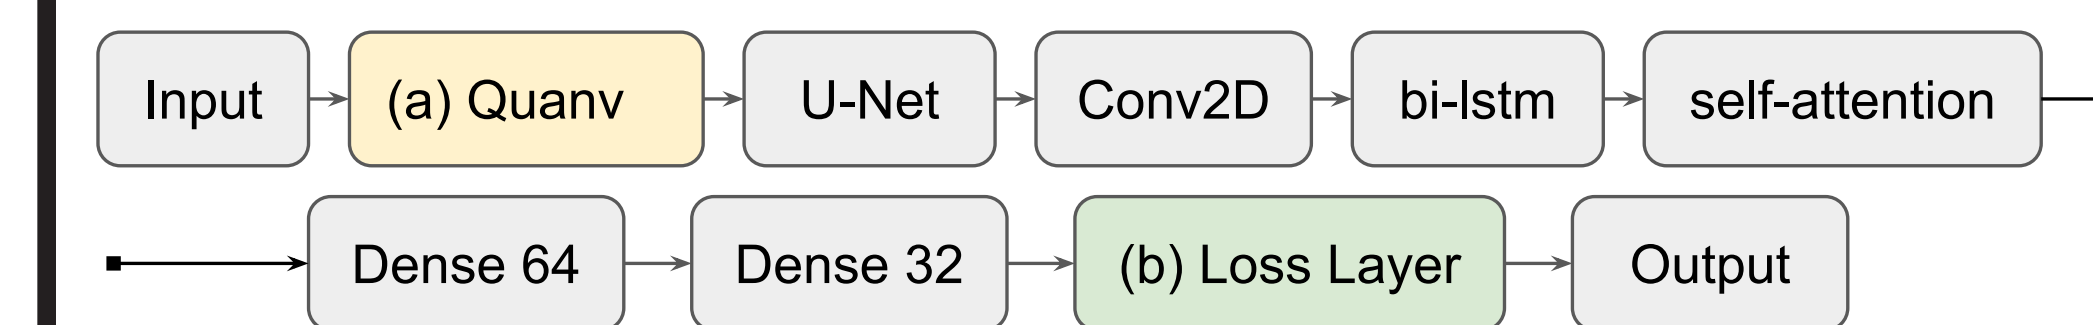 Input (a) Quanv U-Net Conv2D bi-lstm self-attention
Dense 64 Dense 32 (b) Loss Layer Output